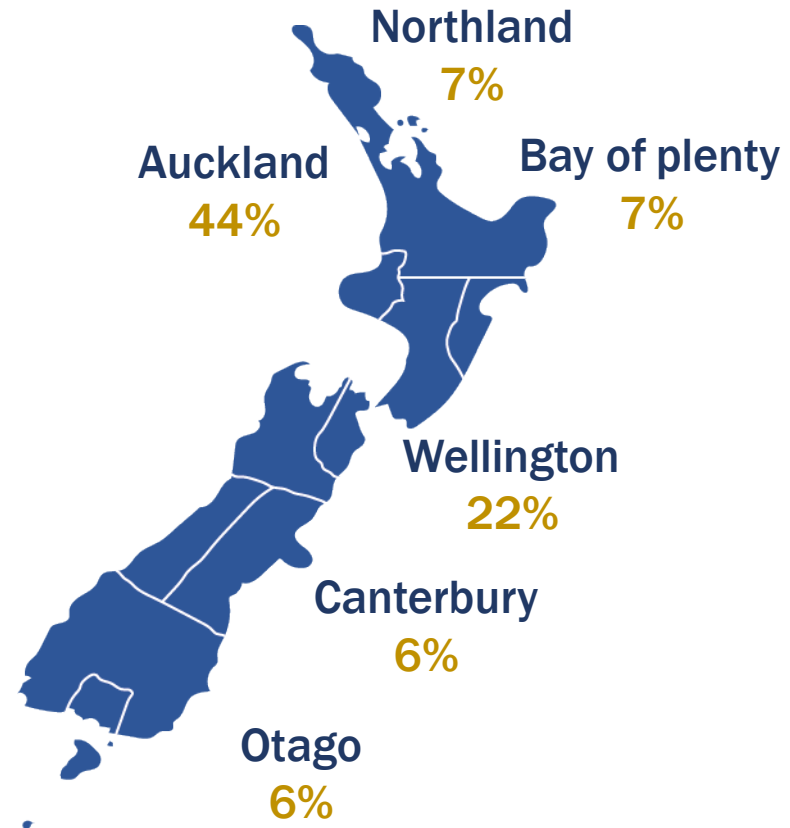 Northland
7%
Auckland
44%
Bay of plenty
7%
Wellington
22%
Canterbury
6%
Otago
6%